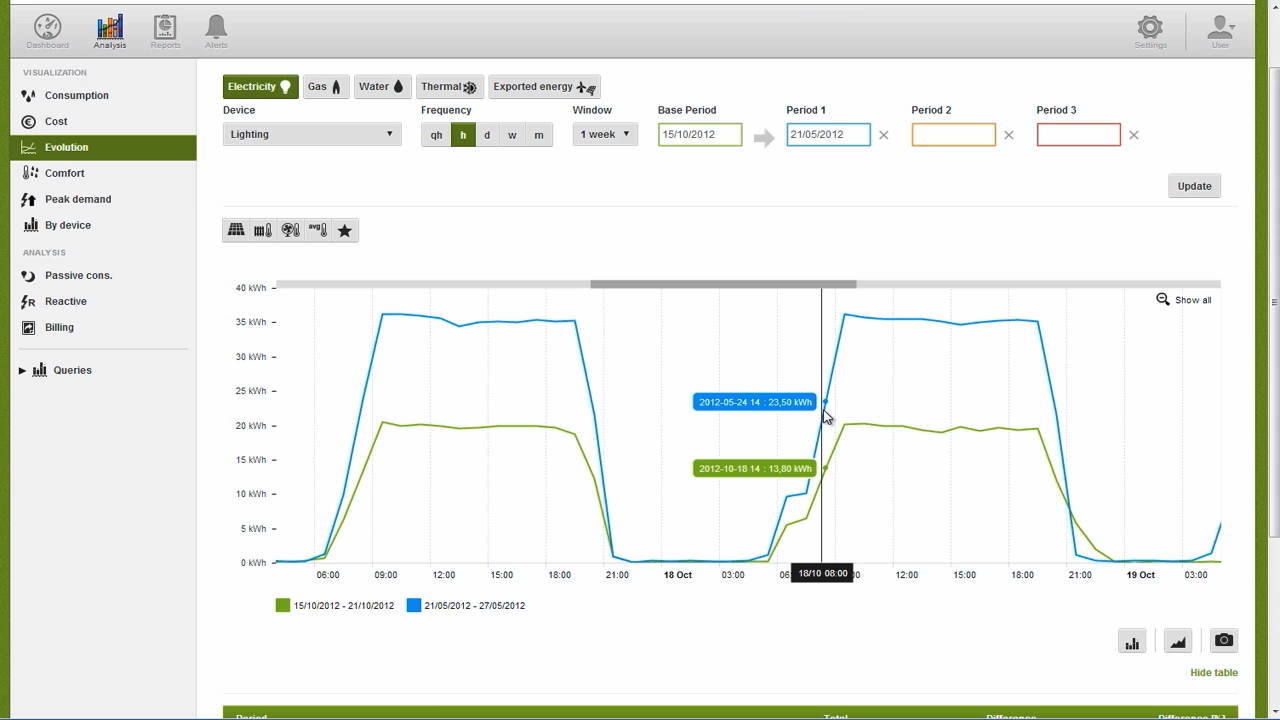 Dashboard Analysis Reports Alerts Settings User
VISUALIZATION
Consumption
Cost
Evolution
Comfort
Peak demand
By device
ANALYSIS
Passive cons.
Reactive
Billing
Queries
Electricity Gas Water Thermal Exported energy
Device Frequency Window Base Period Period 1 Period 2 Period 3
Lighting qh h d w m 1 week 15/10/2012 21/05/2012
Update
avg
40 kWh
Show all
35 kWh
30 kWh
25 kWh
2012-05-24 14 : 23,50 kWh
20 kWh
15 kWh
2012-10-18 14 : 13,80 kWh
10 kWh
5 kWh
0 kWh
06:00 09:00 12:00 15:00 18:00 21:00 18 Oct 03:00 18/10 08:00 12:00 15:00 18:00 21:00 19 Oct 03:00
15/10/2012 - 21/10/2012 21/05/2012 - 27/05/2012
Hide table
Period Total Difference Difference [%]